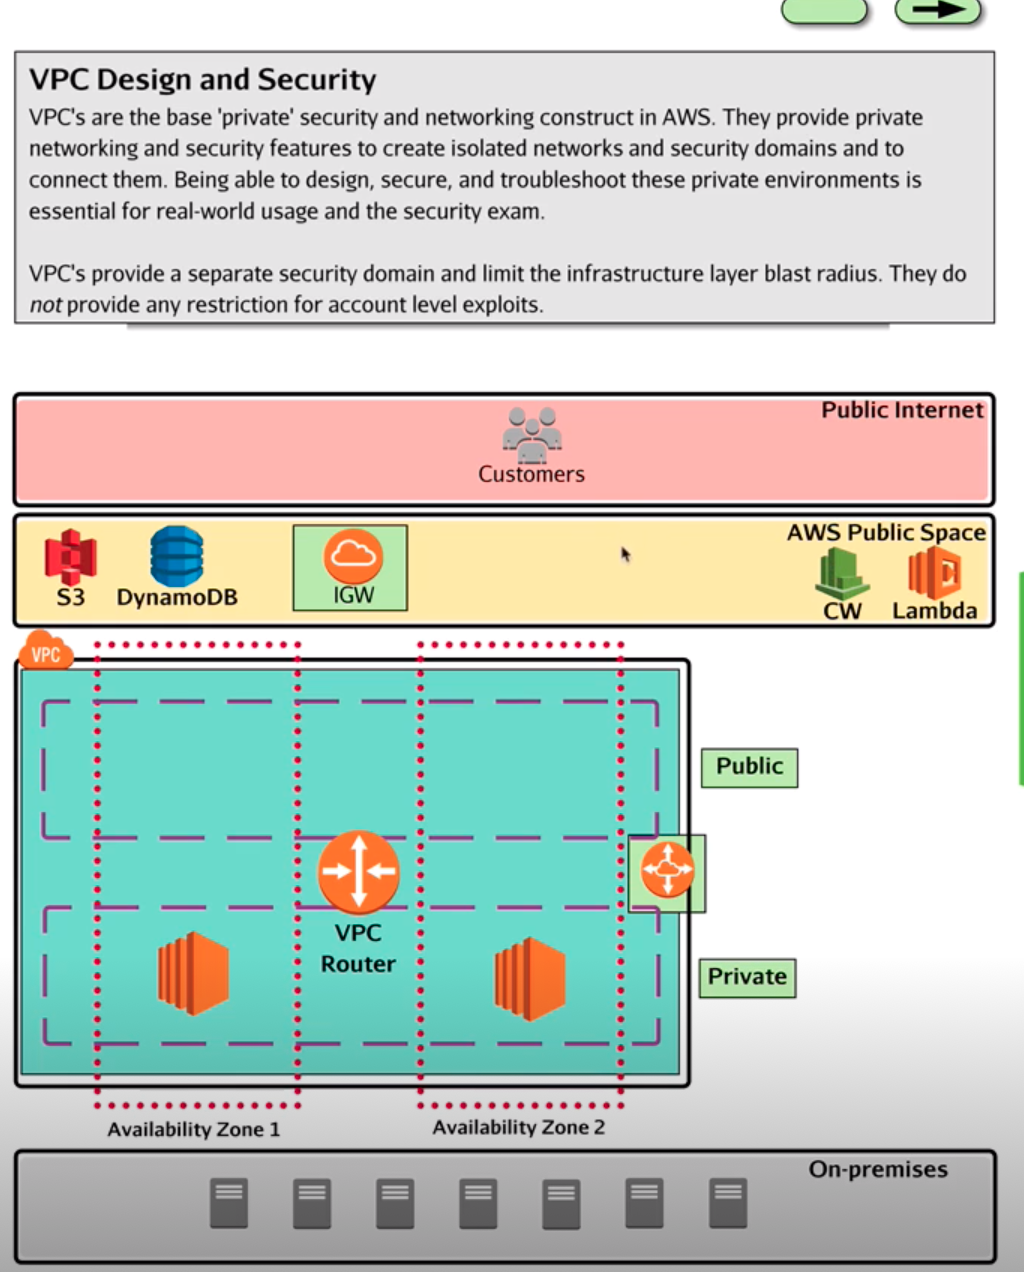 VPC Design and Security
VPC's are the base 'private' security and networking construct in AWS. They provide private
networking and security features to create isolated networks and security domains and to
connect them. Being able to design, secure, and troubleshoot these private environments is
essential for real-world usage and the security exam.
VPC's provide a separate security domain and limit the infrastructure layer blast radius. They do
not provide any restriction for account level exploits.
Public Internet
Customers
AWS Public Space
S3
DynamoDB
IGW
CW
Lambda
VPC
Public
VPC
Router
Private
Availability Zone 1
Availability Zone 2
On-premises